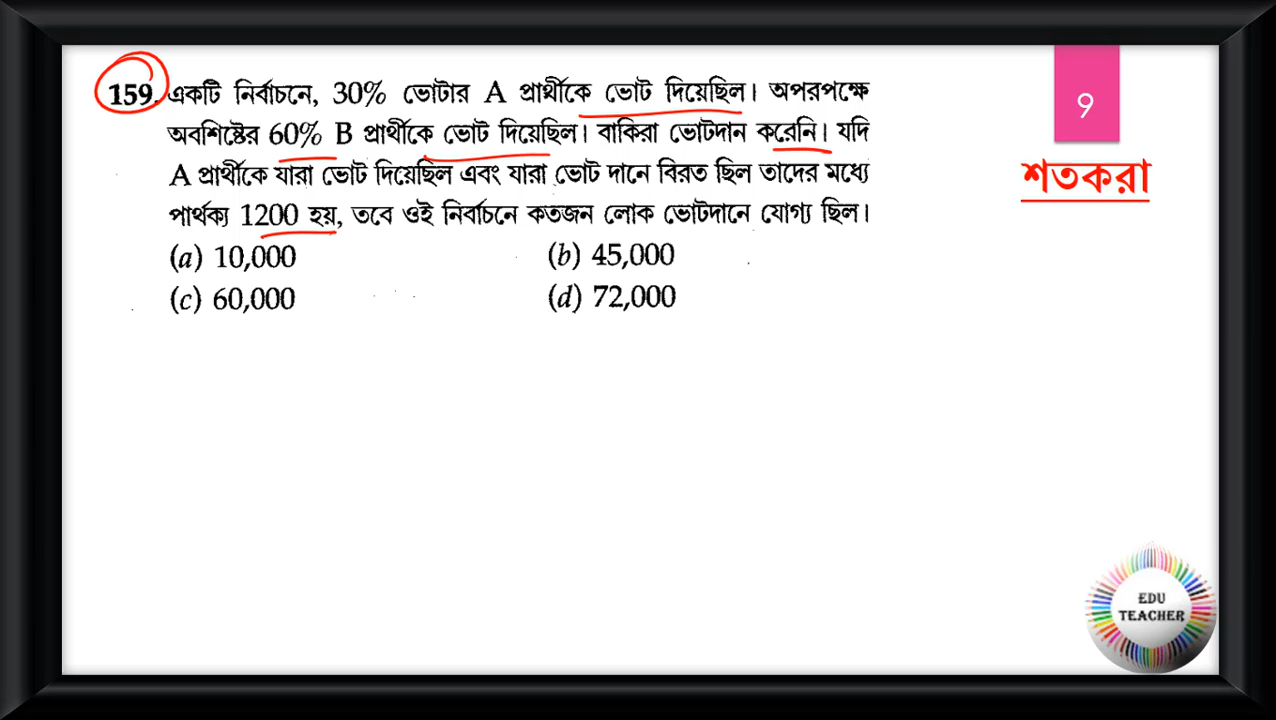 159. একটি নির্বাচনে, 30% ভোটার A প্রার্থীকে ভোট দিয়েছিল। অপরপক্ষে
অবশিষ্টের 60% B প্রার্থীকে ভোট দিয়েছিল। বাকিরা ভোটদান করেনি। যদি
A প্রার্থীকে যারা ভোট দিয়েছিল এবং যারা ভোট দানে বিরত ছিল তাদের মধ্যে
পার্থক্য 1200 হয়, তবে ওই নির্বাচনে কতজন লোক ভোটদানে যোগ্য ছিল।
(a) 10,000 (b) 45,000
(c) 60,000 (d) 72,000
9
শতকরা
EDU
TEACHER